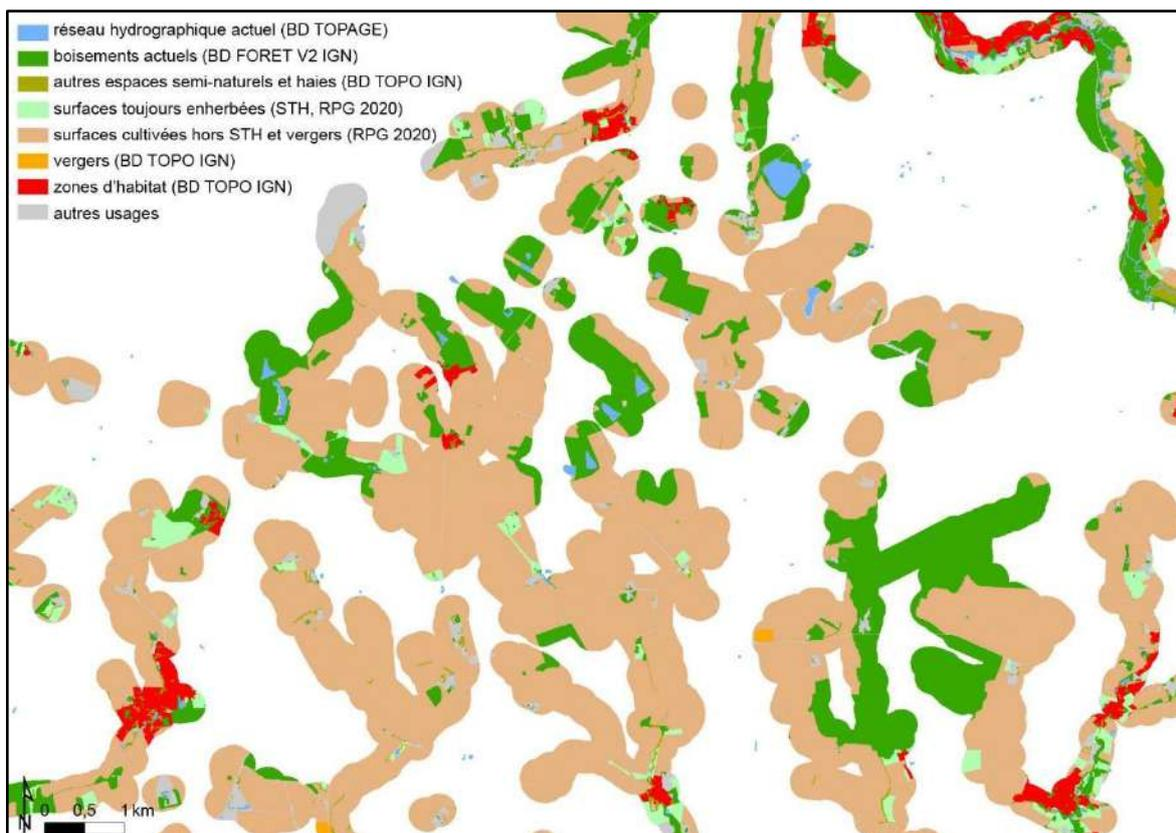 réseau hydrographique actuel (BD TOPAGE)
boisements actuels (BD FORET V2 IGN)
autres espaces semi-naturels et haies (BD TOPO IGN)
surfaces toujours enherbées (STH, RPG 2020)
surfaces cultivées hors STH et vergers (RPG 2020)
vergers (BD TOPO IGN)
zones d'habitat (BD TOPO IGN)
autres usages
N 0 0,5 1 km